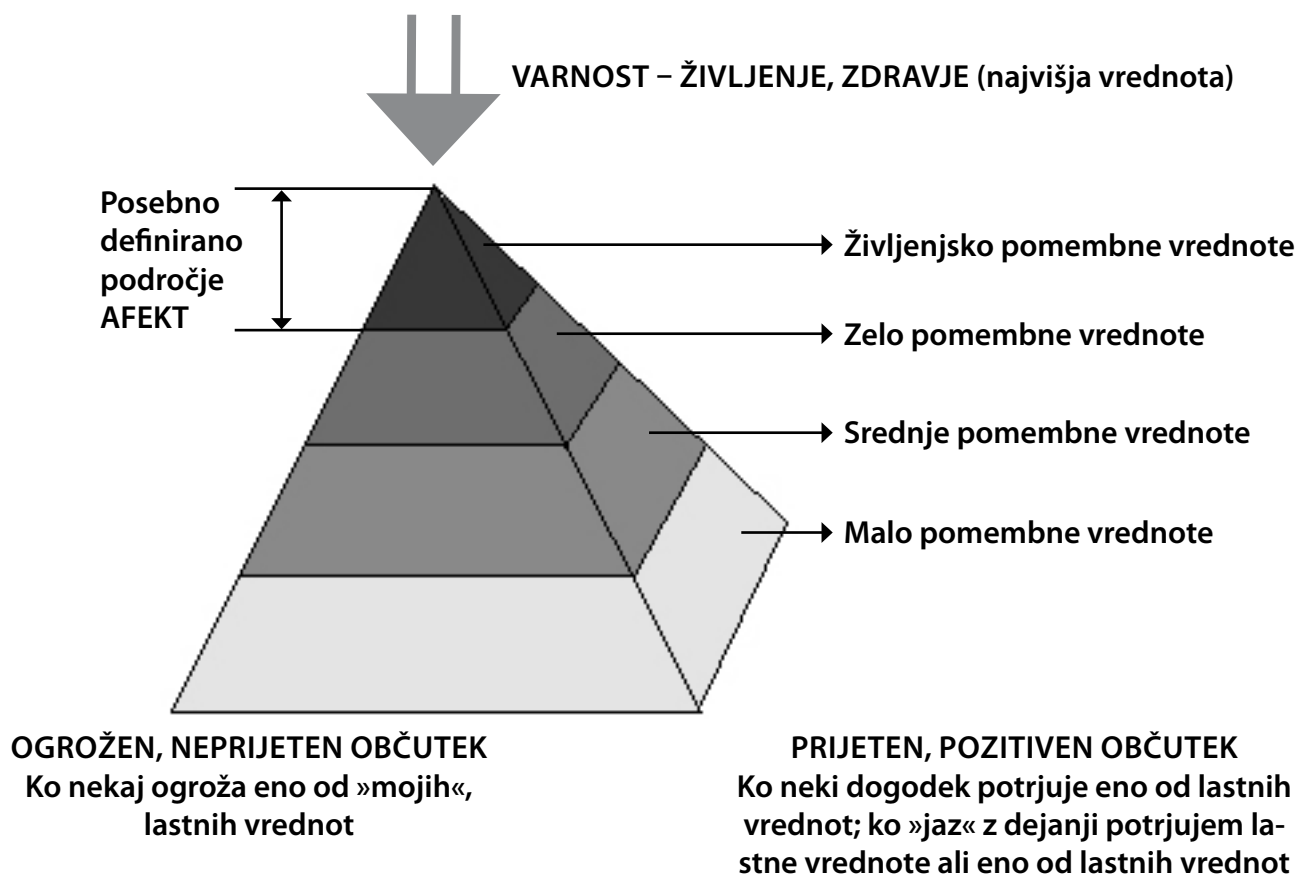 VARNOST – ŽIVLJENJE, ZDRAVJE (najvišja vrednota)
Posebno
definirano
področje
AFEKT
Življenjsko pomembne vrednote
Zelo pomembne vrednote
Srednje pomembne vrednote
Malo pomembne vrednote
OGROŽEN, NEPRIJETEN OBČUTEK
Ko nekaj ogroža eno od »mojih«,
lastnih vrednot
PRIJETEN, POZITIVEN OBČUTEK
Ko neki dogodek potrjuje eno od lastnih
vrednot; ko »jaz« z dejanji potrjujem la-
stne vrednote ali eno od lastnih vrednot